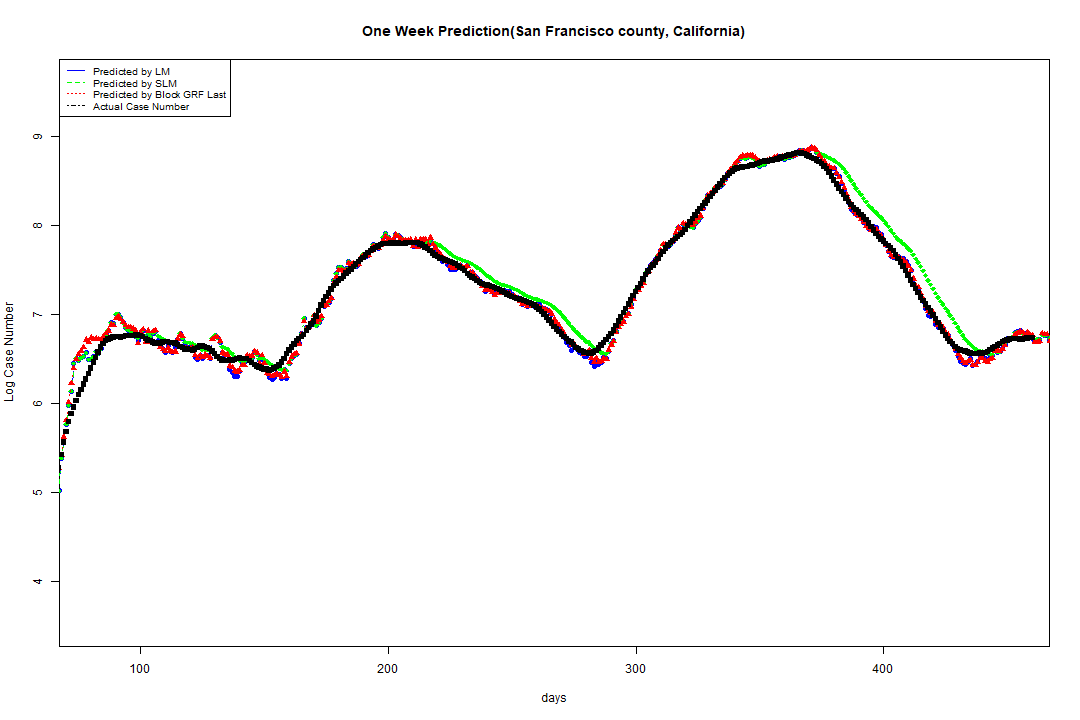 One Week Prediction(San Francisco county, California)
Predicted by LM
Predicted by SLM
Predicted by Block GRF Last
Actual Case Number
9
8
7
6
5
4
Log Case Number
100
200
300
400
days